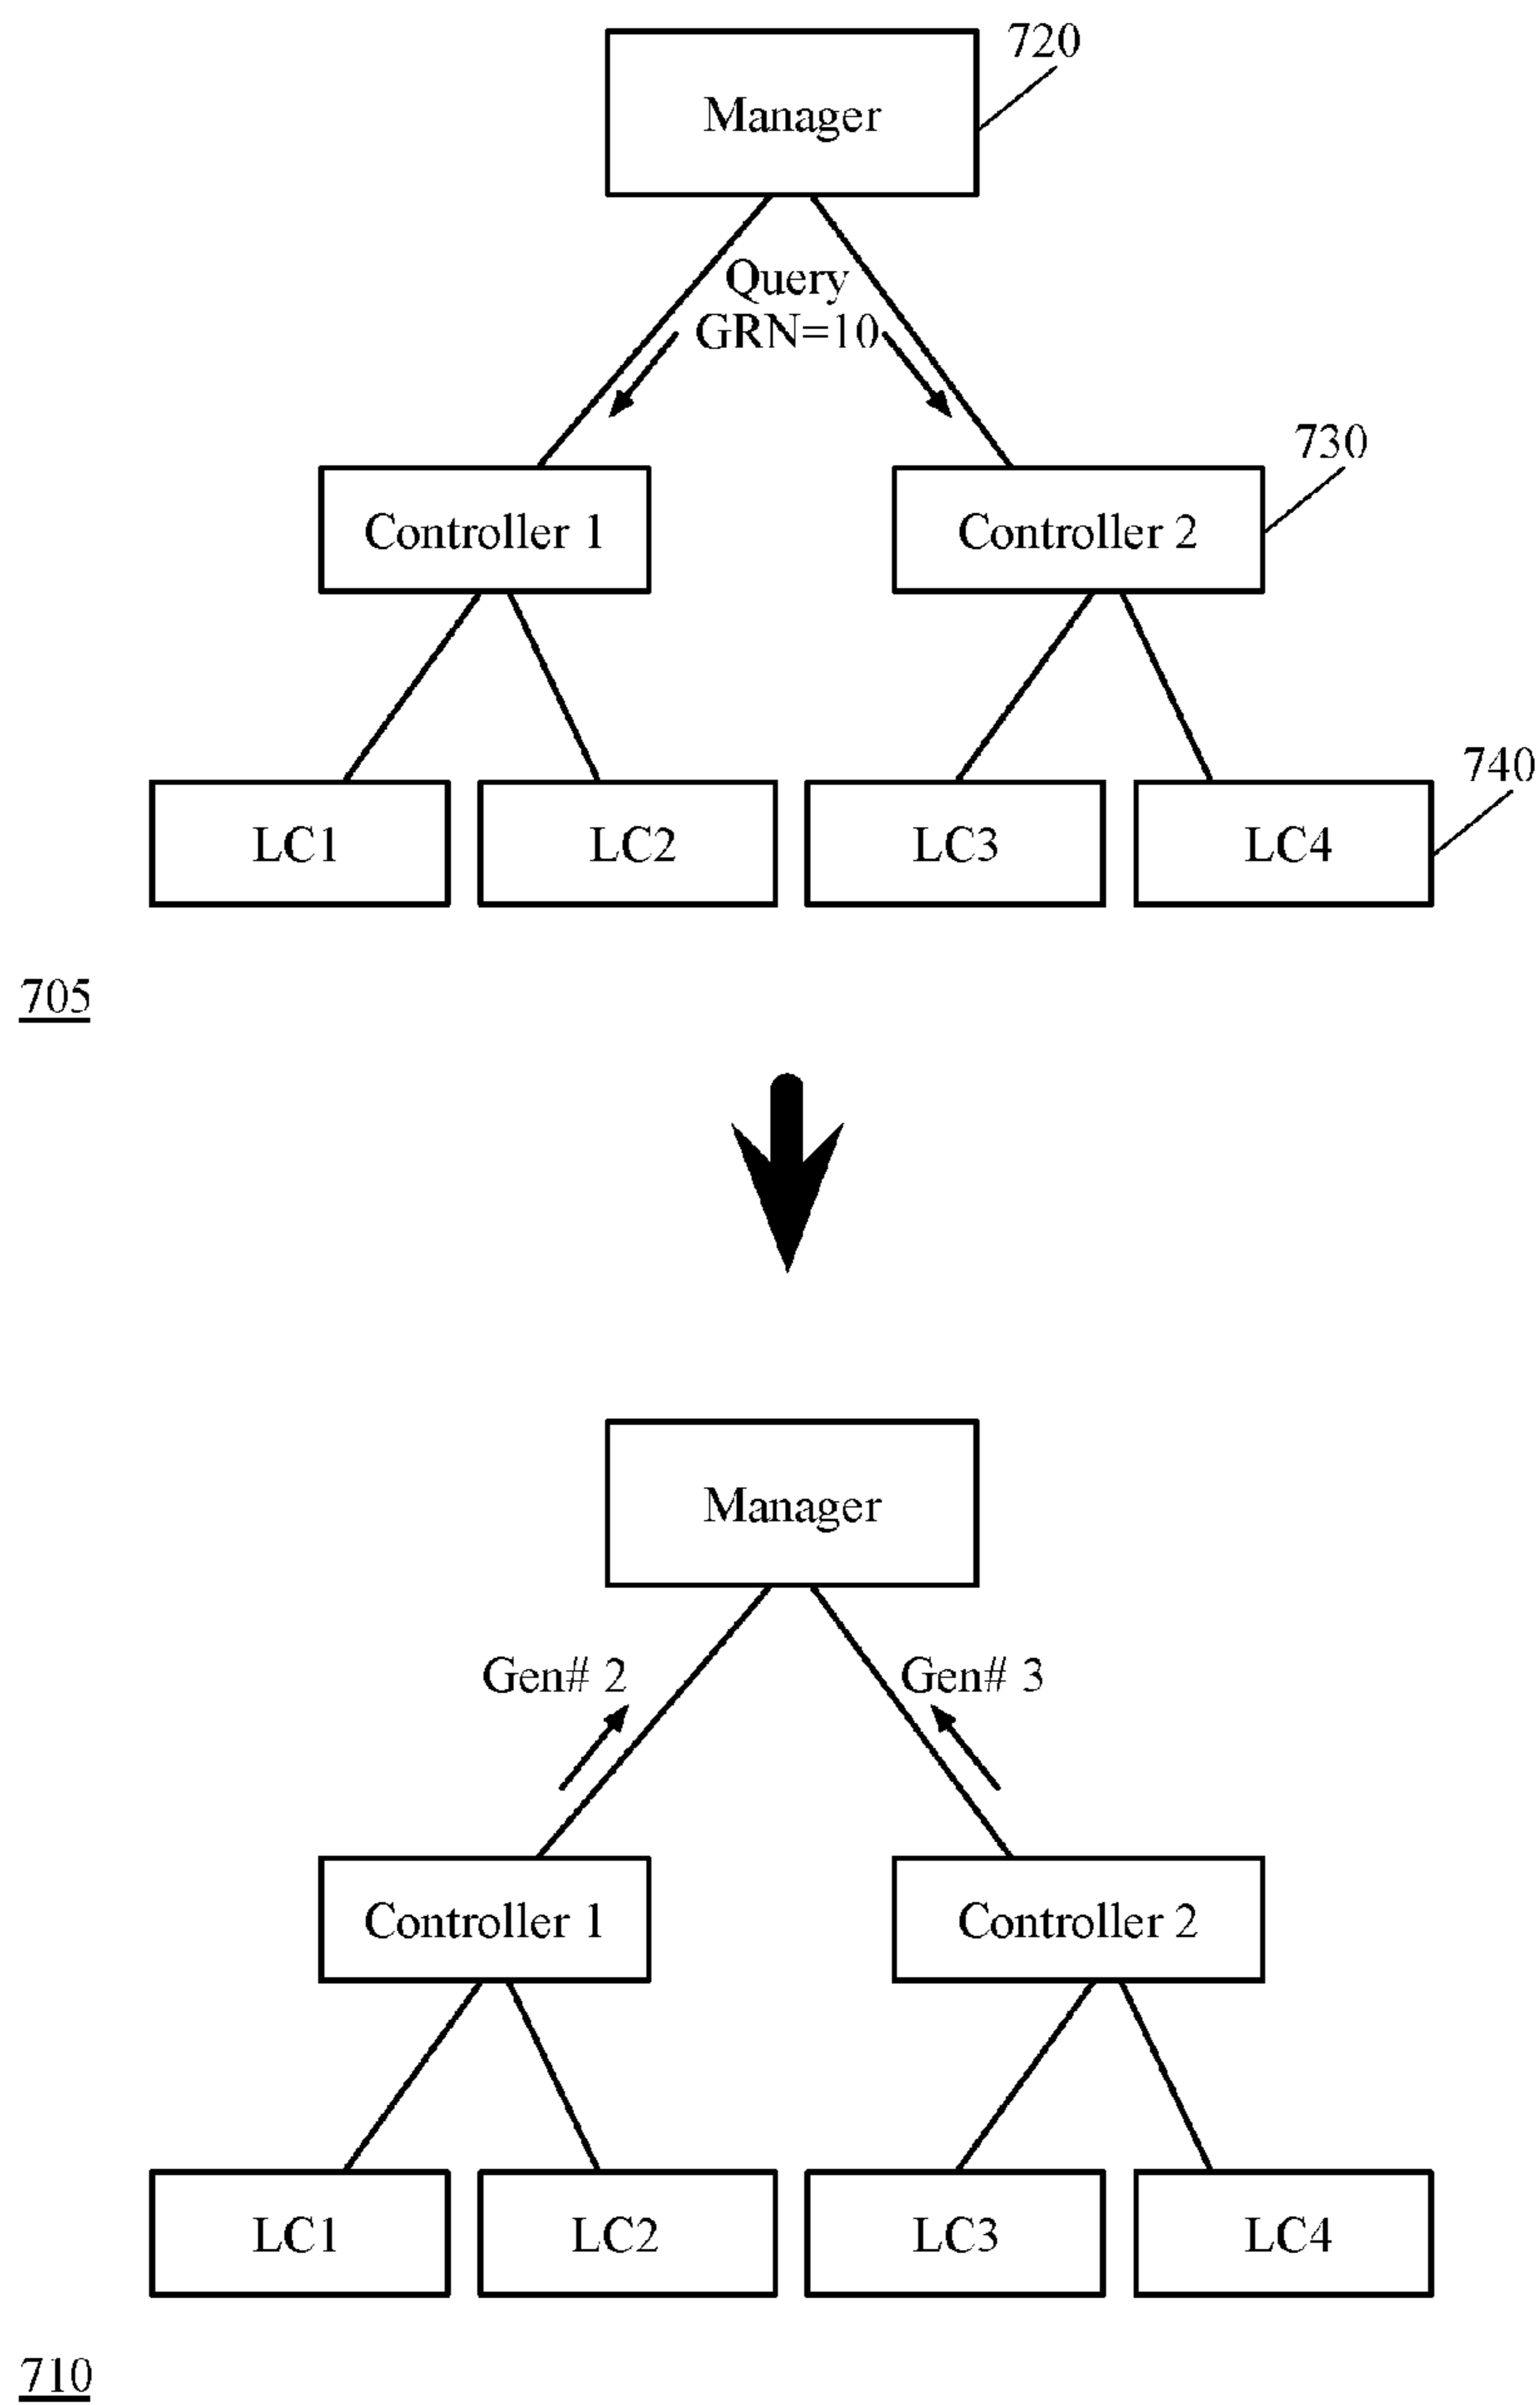 720
Manager
Query
GRN=10
730
Controller 1
Controller 2
740
LC1
LC2
LC3
LC4
705
Manager
Gen# 2
Gen# 3
Controller 1
Controller 2
LC1
LC2
LC3
LC4
710